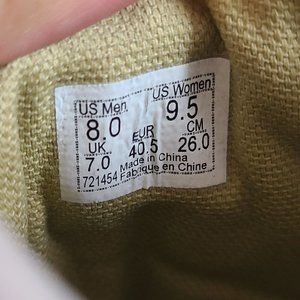 US Men US Women
8.0 EUR 9.5
UK 40.5 CM
7.0 26.0
Made in China
721454 Fabrique en Chine